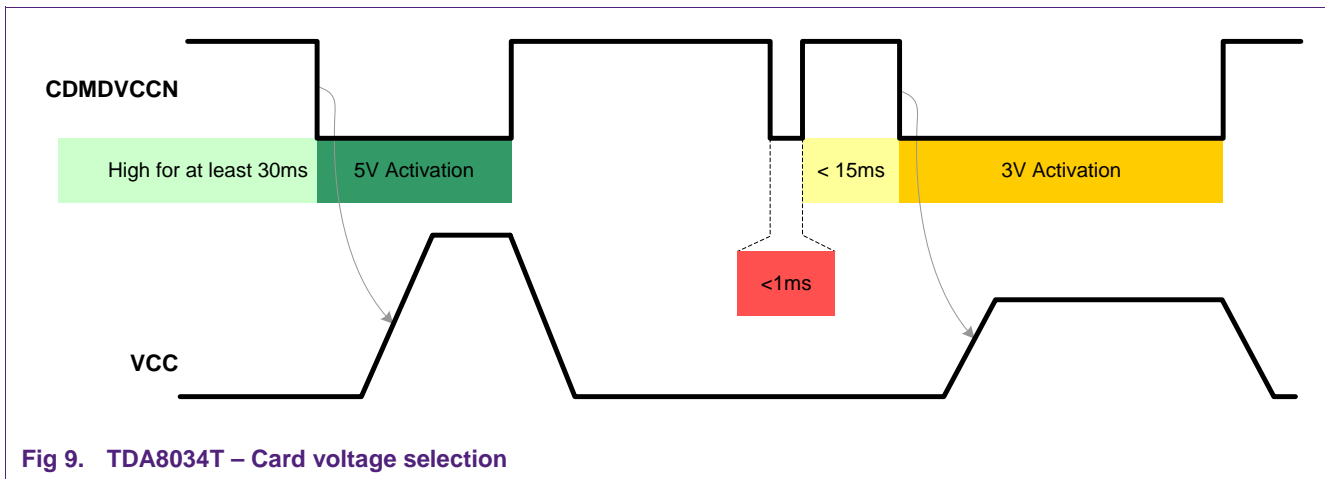 CDMDVCCN
High for at least 30ms
5V Activation
< 15ms
3V Activation
<1ms
VCC
Fig 9. TDA8034T – Card voltage selection